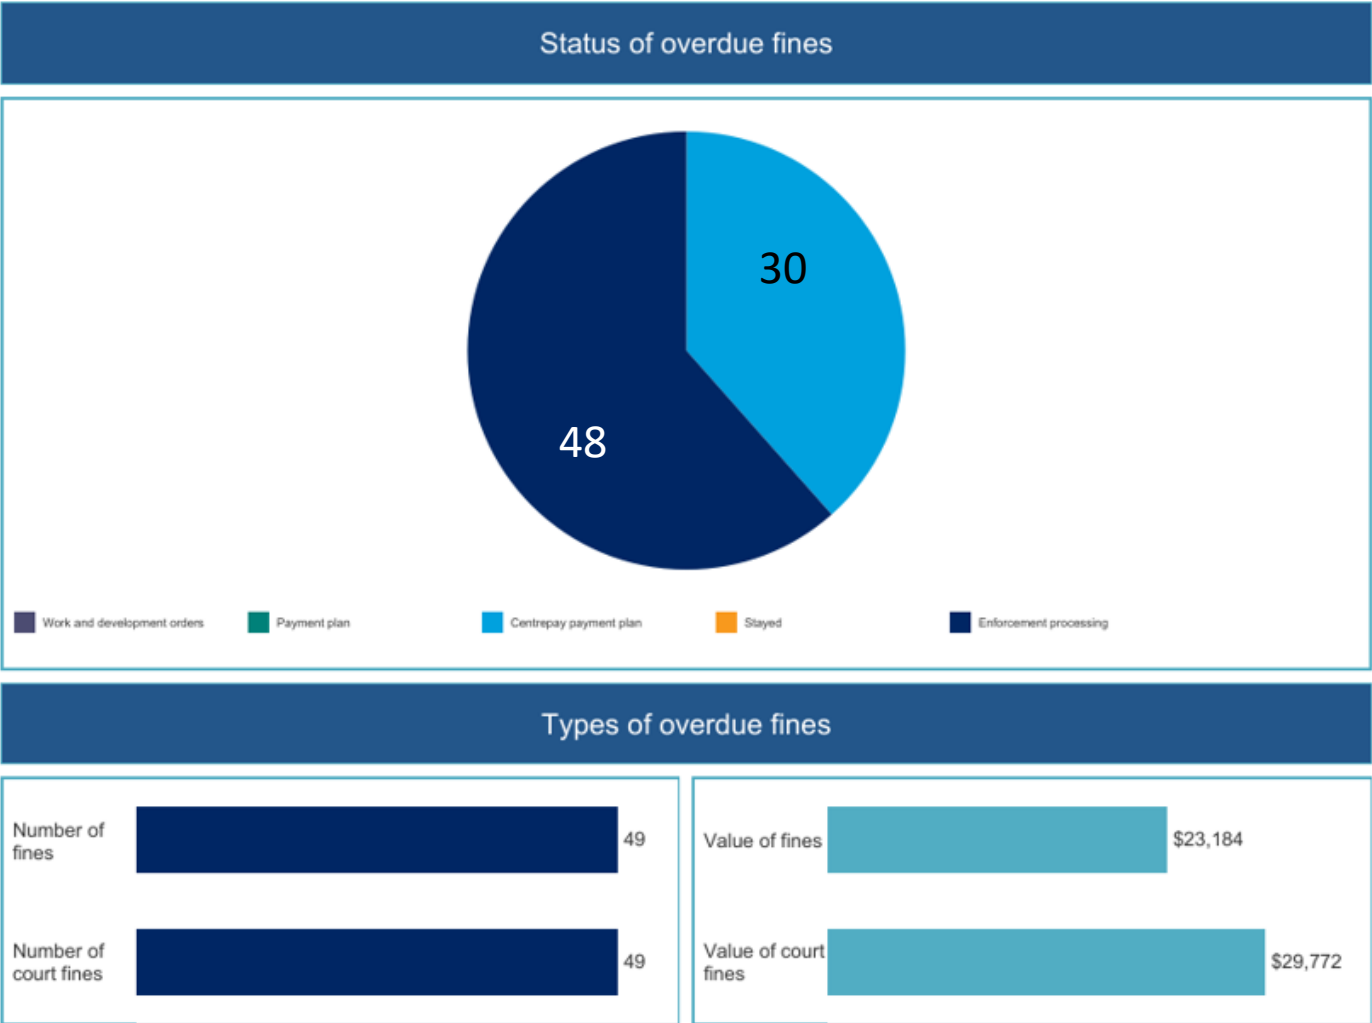 Status of overdue fines
30
48
Work and development orders
Payment plan
Centrepay payment plan
Stayed
Enforcement processing
Types of overdue fines
Number of
fines
49
Number of
court fines
49
Value of fines
$23,184
Value of court
fines
$29,772